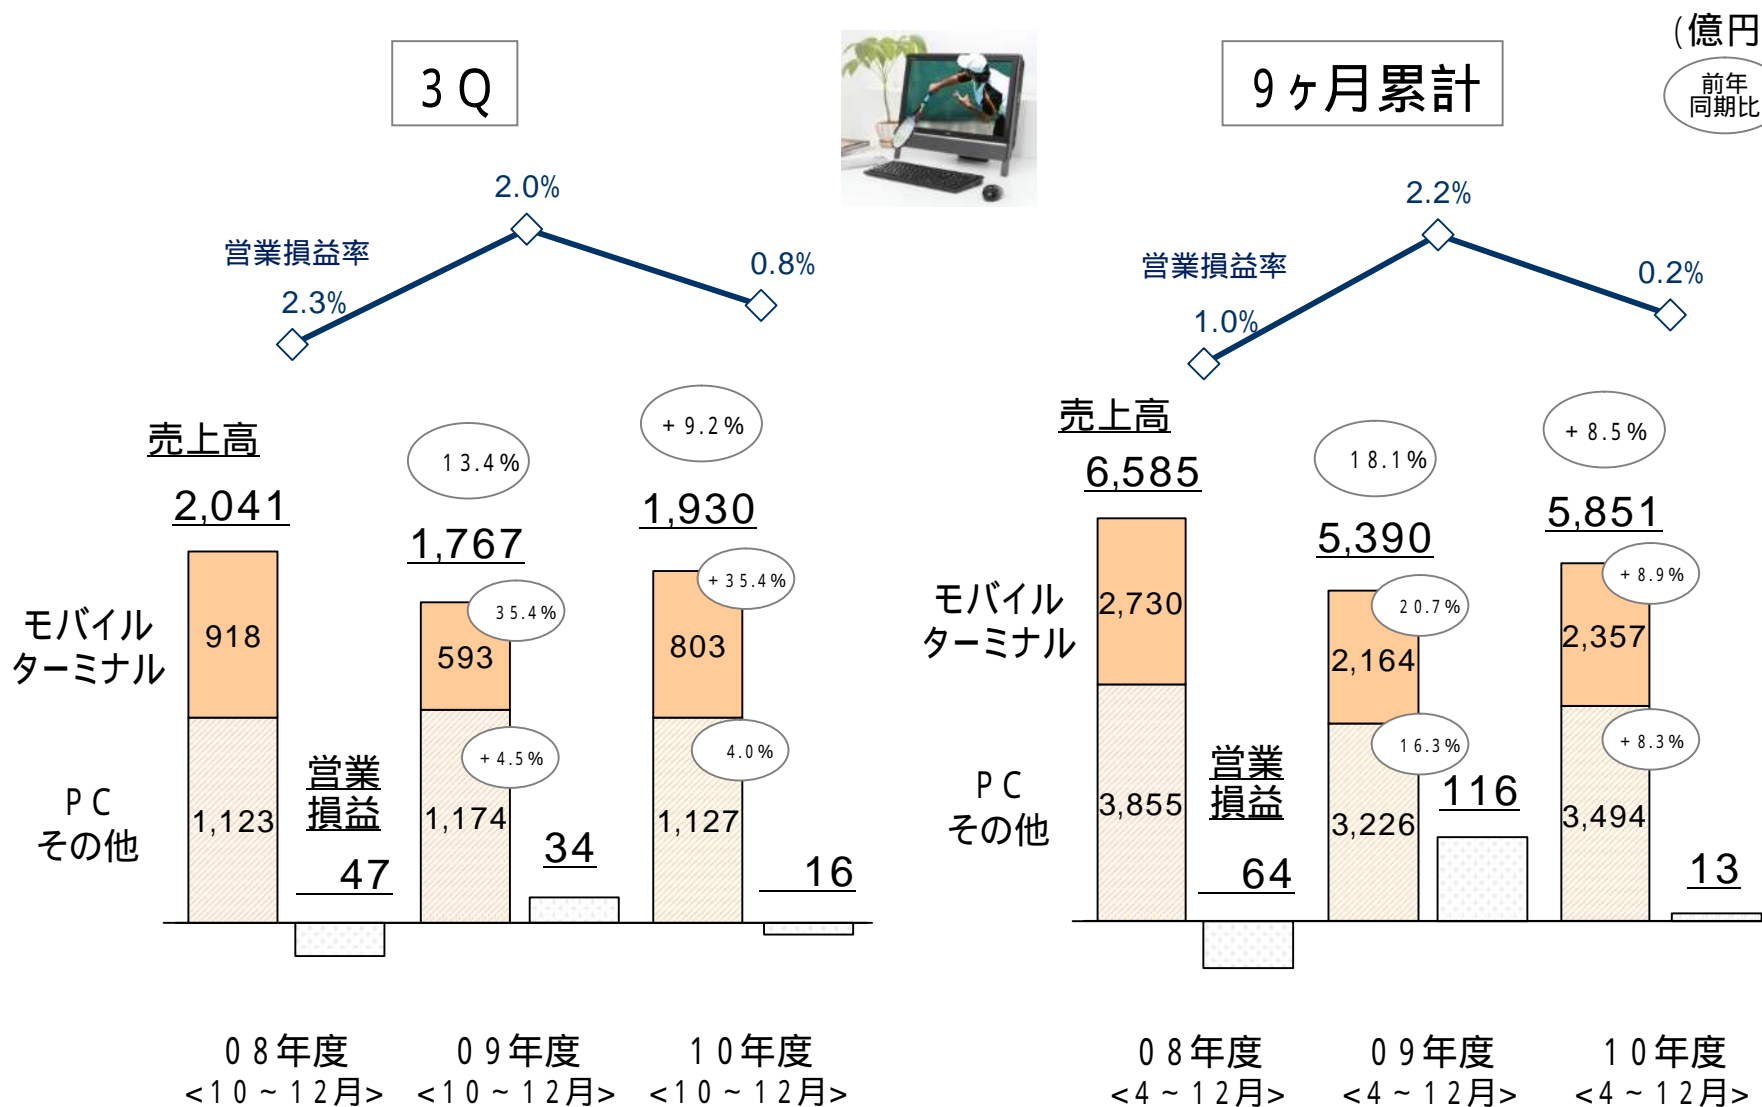 (億円
3Q
9ヶ月累計
前年
同期比
2.0%
営業損益率
2.3%
0.8%
2.2%
営業損益率
1.0%
0.2%
売上高
2,041
13.4%
1,767
+9.2%
1,930
モバイル
ターミナル
918
35.4%
593
+35.4%
803
PC
その他
1,123
営業
損益
47
+4.5%
1,174
34
4.0%
1,127
16
売上高
6,585
18.1%
5,390
+8.5%
5,851
モバイル
ターミナル
2,730
20.7%
2,164
+8.9%
2,357
PC
その他
3,855
営業
損益
64
16.3%
3,226
116
+8.3%
3,494
13
08年度
<10~12月>
09年度
<10~12月>
10年度
<10~12月>
08年度
<4~12月>
09年度
<4~12月>
10年度
<4~12月>